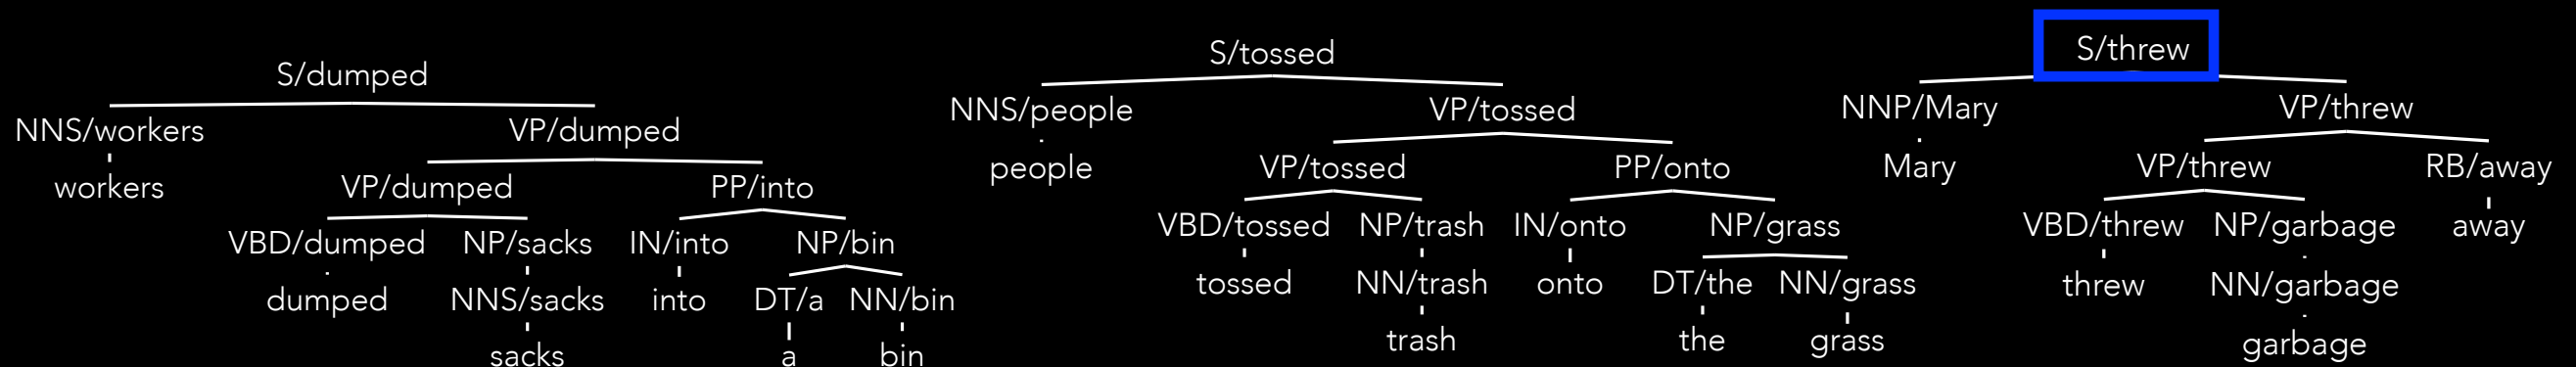 S/dumped
NNS/workers VP/dumped
workers VP/dumped PP/into
VBD/dumped NP/sacks IN/into NP/bin
dumped NNS/sacks into DT/a NN/bin
sacks a bin
S/tossed
NNS/people VP/tossed
people VP/tossed PP/onto
VBD/tossed NP/trash IN/onto NP/grass
tossed NN/trash onto DT/the NN/grass
trash the grass
S/threw
NNP/Mary VP/threw
Mary VP/threw RB/away
VBD/threw NP/garbage away
threw NN/garbage
garbage